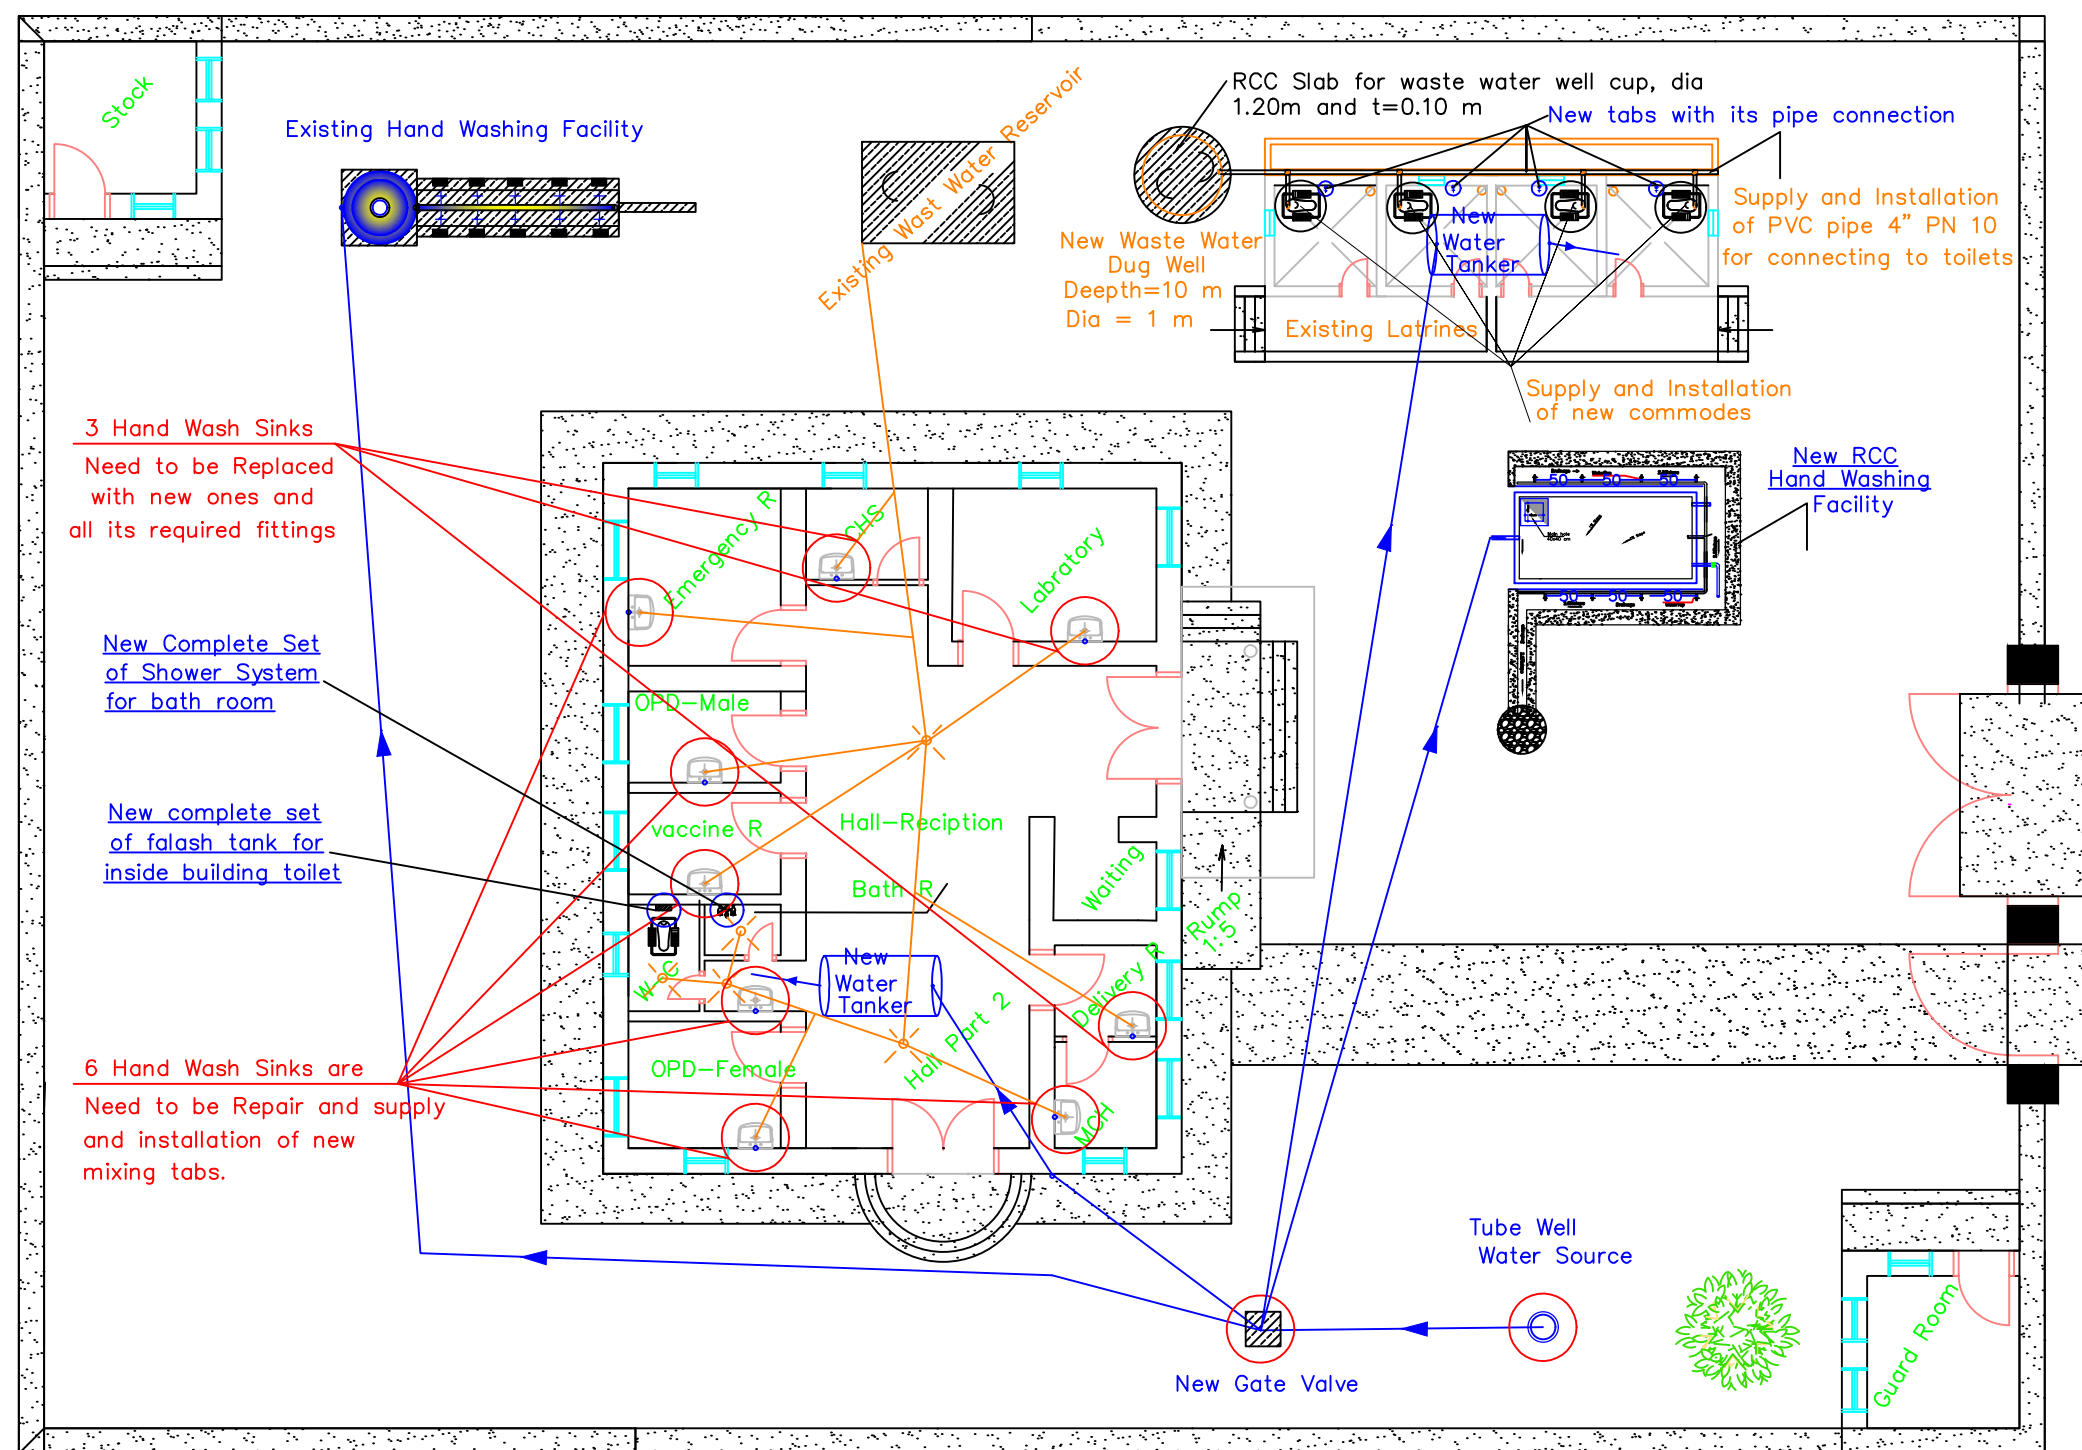 Stock
Existing Hand Washing Facility
Existing Wast Water Reservoir
RCC Slab for waste water well cup, dia
1.20m and t=0.10 m
New tabs with its pipe connection
Supply and Installation
of PVC pipe 4” PN 10
for connecting to toilets
New Waste Water
Dug Well
Deepth=10 m
Dia = 1 m
New
Water
Tanker
Existing Latrines
Supply and Installation
of new commodes
3 Hand Wash Sinks
Need to be Replaced
with new ones and
all its required fittings
New RCC
Hand Washing
Facility
50
50
50
50
50
50
Emergency R
CHS
Labratory
New Complete Set
of Shower System
for bath room
OPD-Male
New complete set
of falash tank for
inside building toilet
vaccine R
Hall-Reciption
Bath R
Waiting
Rump
1:5
W-C
New
Water
Tanker
Delivery R
Hall Part 2
6 Hand Wash Sinks are
Need to be Repair and supply
and installation of new
mixing tabs.
OPD-Female
MCH
Tube Well
Water Source
New Gate Valve
Guard Room